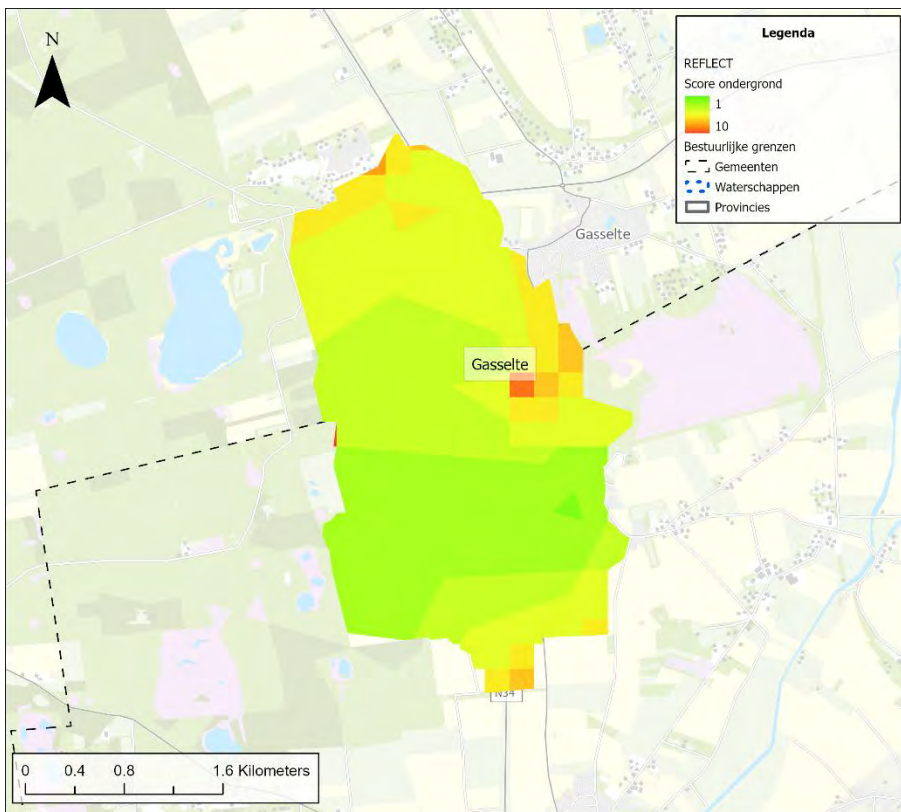 N
Legenda
REFLECT
Score ondergrond
1
10
Bestuurlijke grenzen
Gemeenten
Waterschappen
Provincies
Gasselte
Gasselte
N34
0 0.4 0.8 1.6 Kilometers